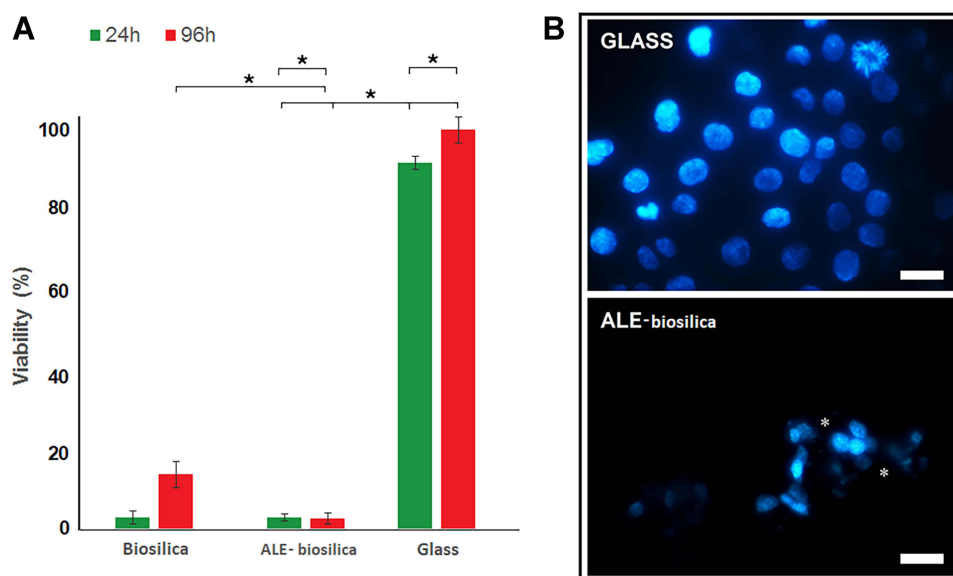 A
24h 96h
* *
*
*
100
80
60
40
20
0
Viability (%)
Biosilica ALE- biosilica Glass
B
GLASS
ALE-biosilica
*
*